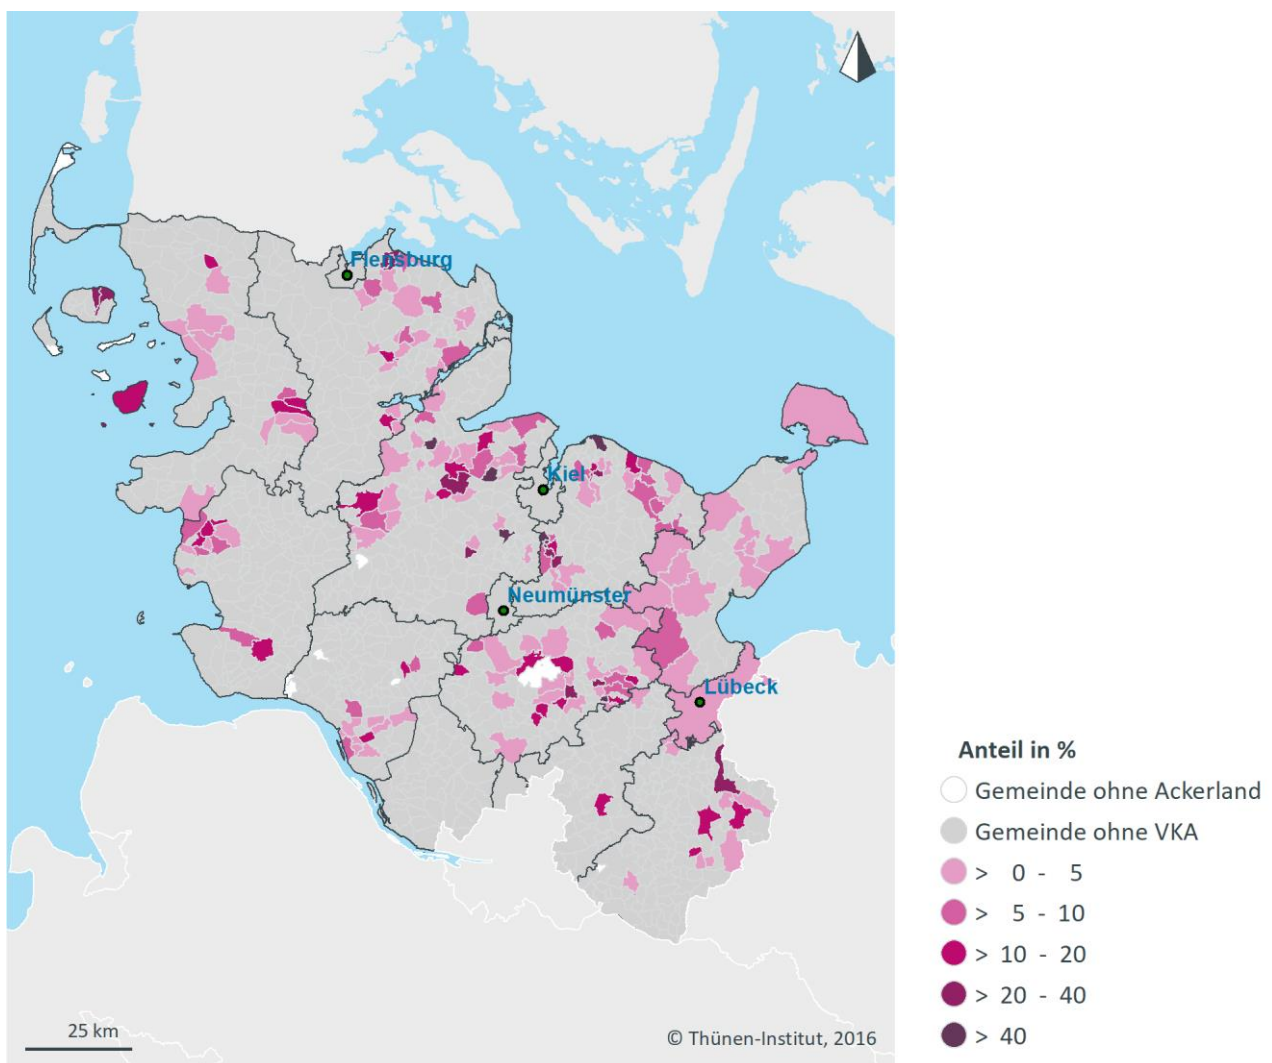 Flensburg
Kiel
Neumünster
Lübeck
Anteil in %
Gemeinde ohne Ackerland
Gemeinde ohne VKA
> 0 - 5
> 5 - 10
> 10 - 20
> 20 - 40
> 40
25 km
© Thünen-Institut, 2016